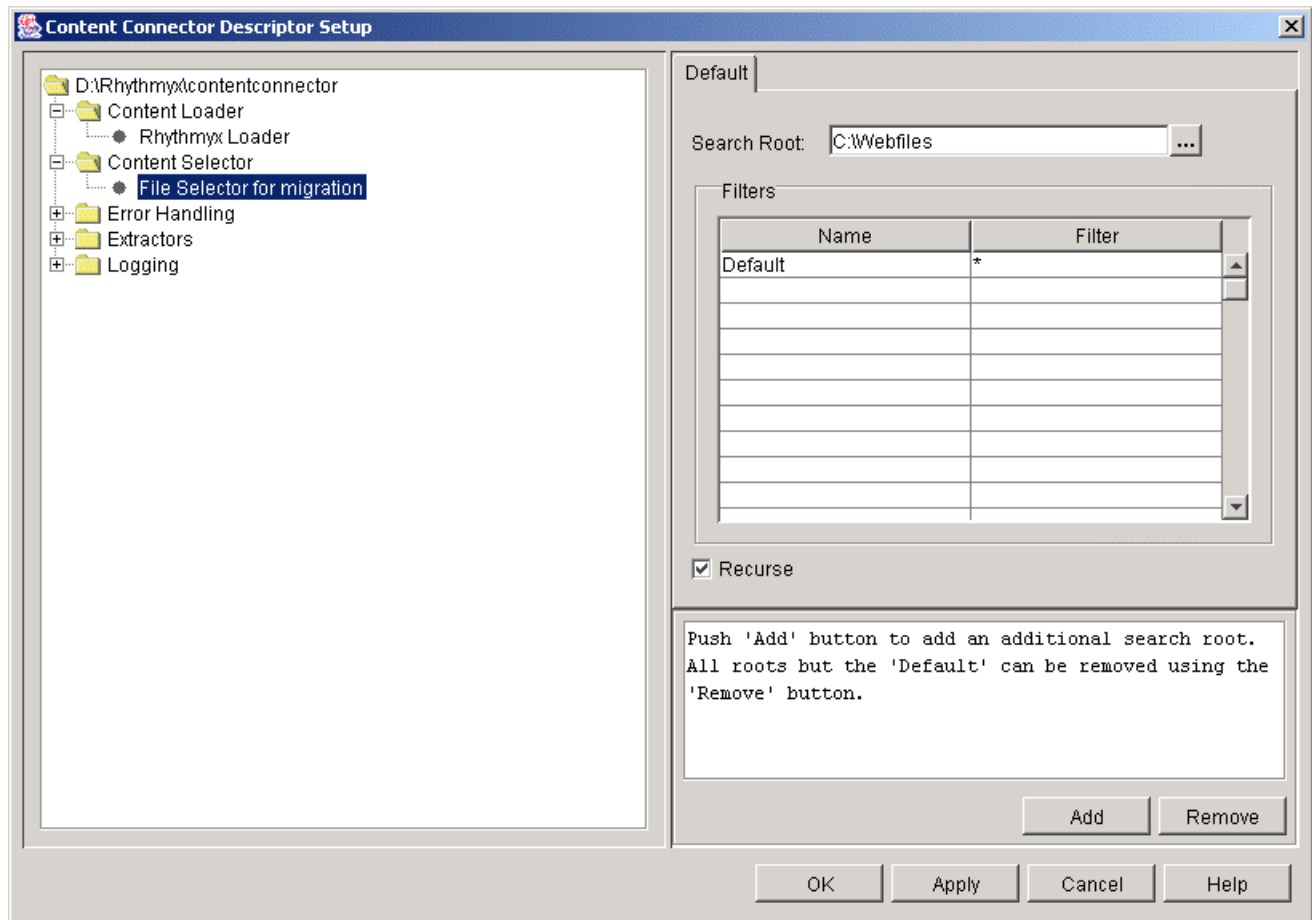 Content Connector Descriptor Setup
D:\Rhythmyx\contentconnector
Content Loader
Rhythmyx Loader
Content Selector
File Selector for migration
Error Handling
Extractors
Logging
Default
Search Root: C:\Webfiles ...
Filters
Name Filter
Default *
Recurse
Push 'Add' button to add an additional search root.
All roots but the 'Default' can be removed using the
'Remove' button.
Add Remove
OK Apply Cancel Help